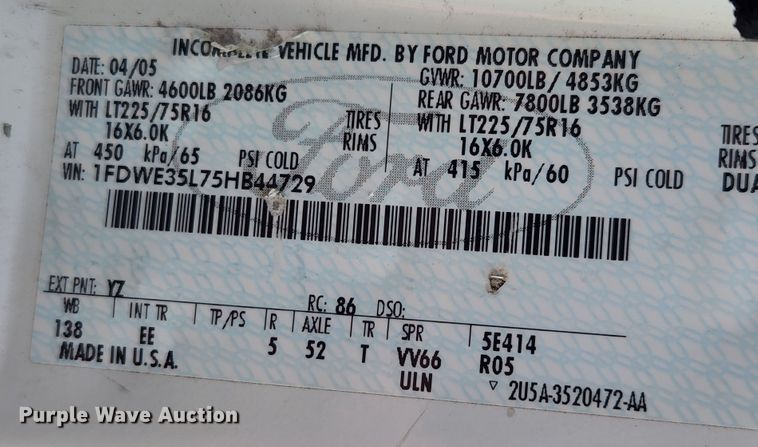 INCOMPLETE VEHICLE MFD. BY FORD MOTOR COMPANY
DATE: 04/05 GVWR: 10700LB/ 4853KG
FRONT GAWR: 4600LB 2086KG REAR GAWR: 7800LB 3538KG
WITH LT225/75R16 TIRES WITH LT225/75R16 TIRES
16X6.0K RIMS 16X6.0K RIMS
AT 450 kPa/65 PSI COLD AT 415 kPa/60 PSI COLD DUA
VIN: 1FDWE35L75HB44729
Ford
EXT PNT: YZ RC: 86 DSO:
WB INT TR TP/PS R AXLE TR SPR 5E414
138 EE 5 52 T VV66 R05
MADE IN U.S.A. ULN ▽ 2U5A-3520472-AA
Purple Wave Auction